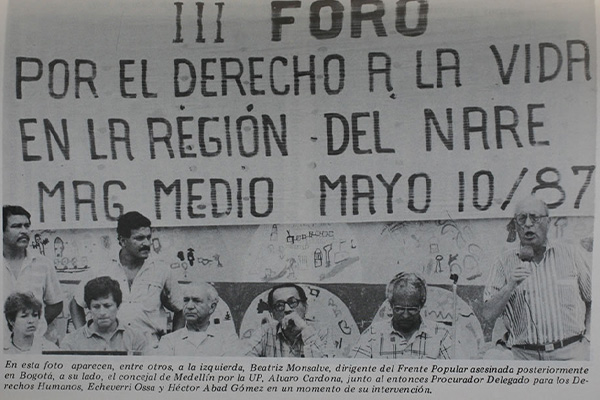 III FORO
POR EL DERECHO A LA VIDA
EN LA REGIÓN DEL NARE
MAG MEDIO MAYO 10/87
En esta foto aparecen, entre otros, a la izquierda, Beatriz Monsalve, dirigente del Frente Popular asesinada posteriormente
en Bogotá, a su lado, el concejal de Medellín por la UP, Alvaro Cardona, junto al entonces Procurador Delegado para los De-
rechos Humanos, Echeverri Ossa y Héctor Abad Gómez en un momento de su intervención.